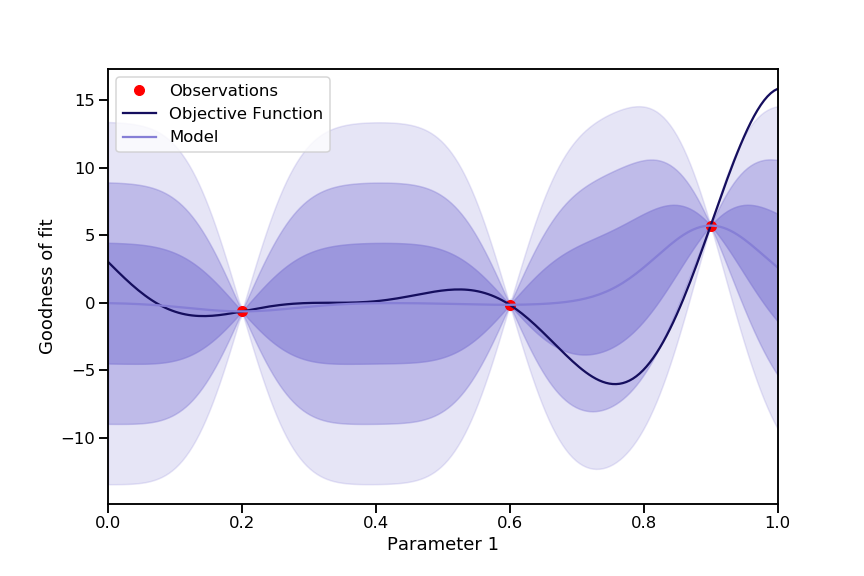 Observations
Objective Function
Model
15
10
5
0
−5
−10
Goodness of fit
0.0 0.2 0.4 0.6 0.8 1.0
Parameter 1